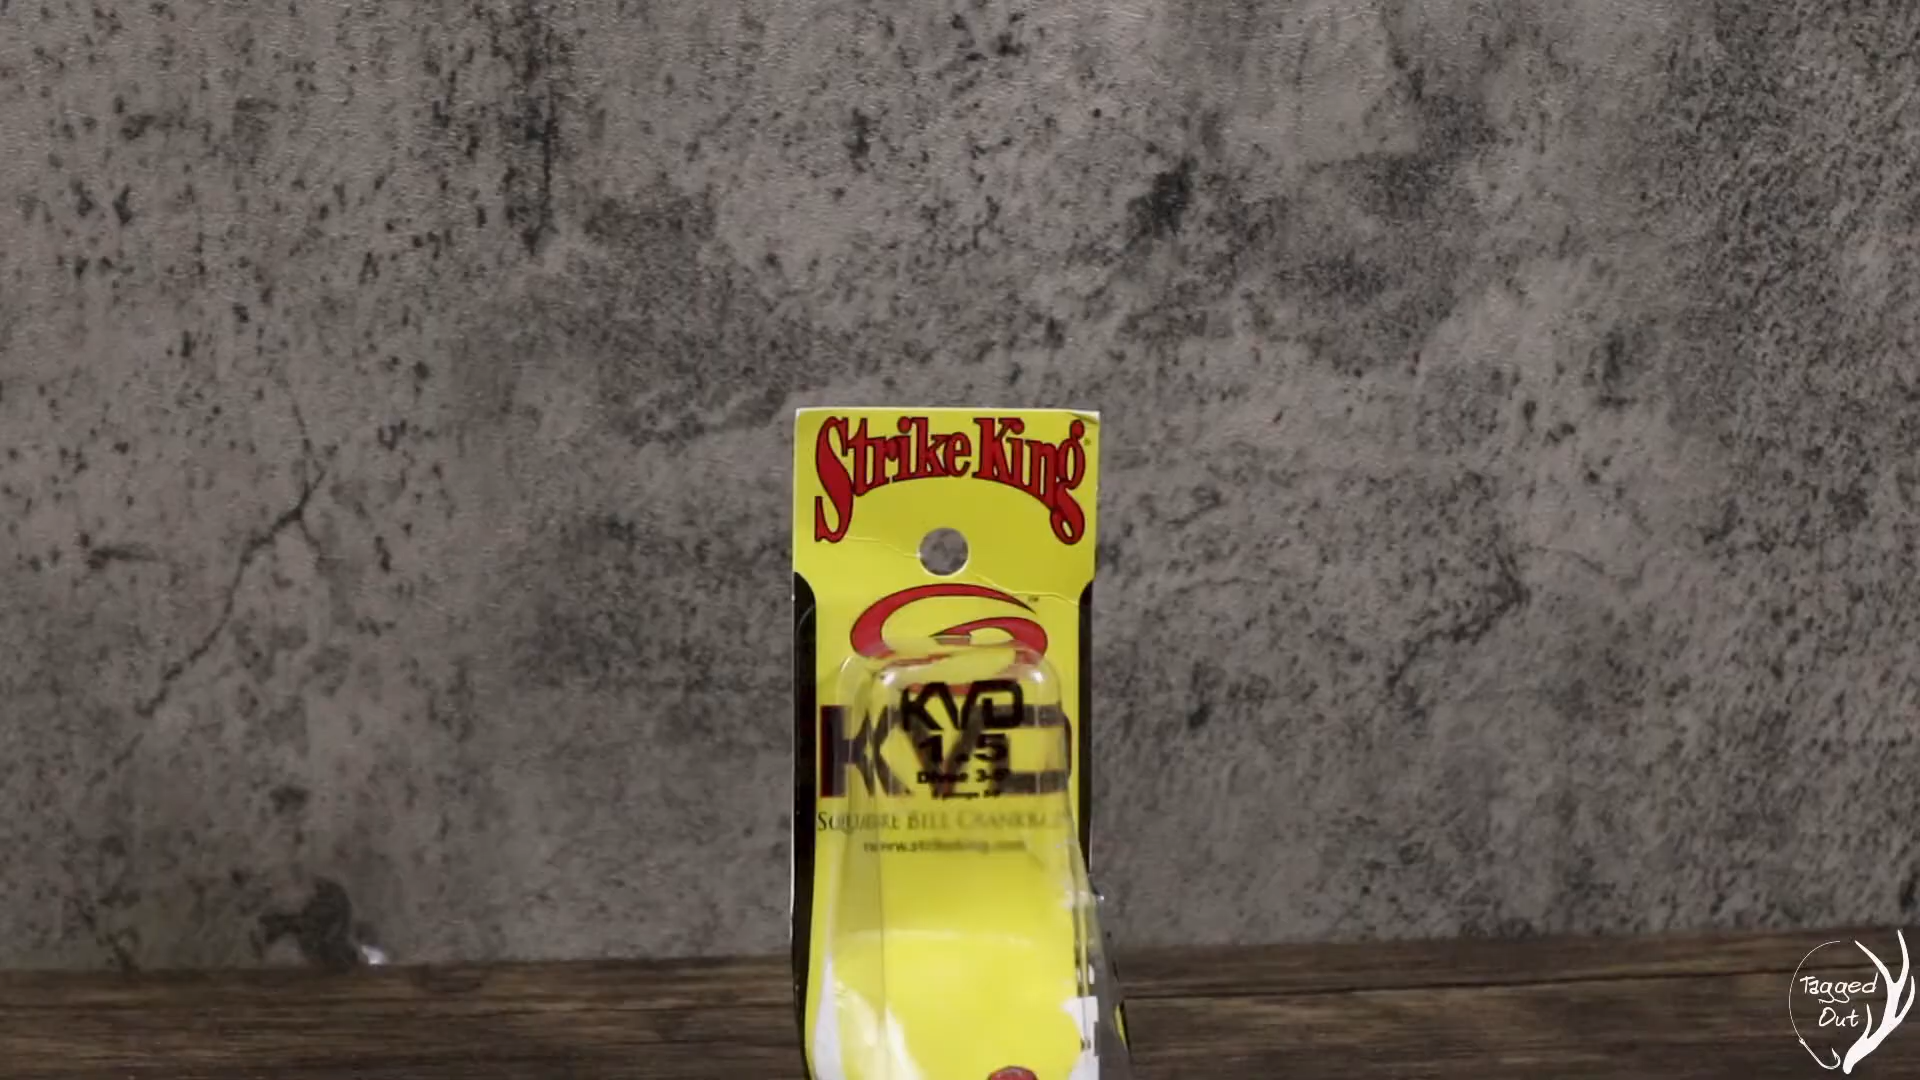 Strike King
KVD
1.5
KVD
Square Bill Crankbait
www.strikeking.com
Tagged
Out